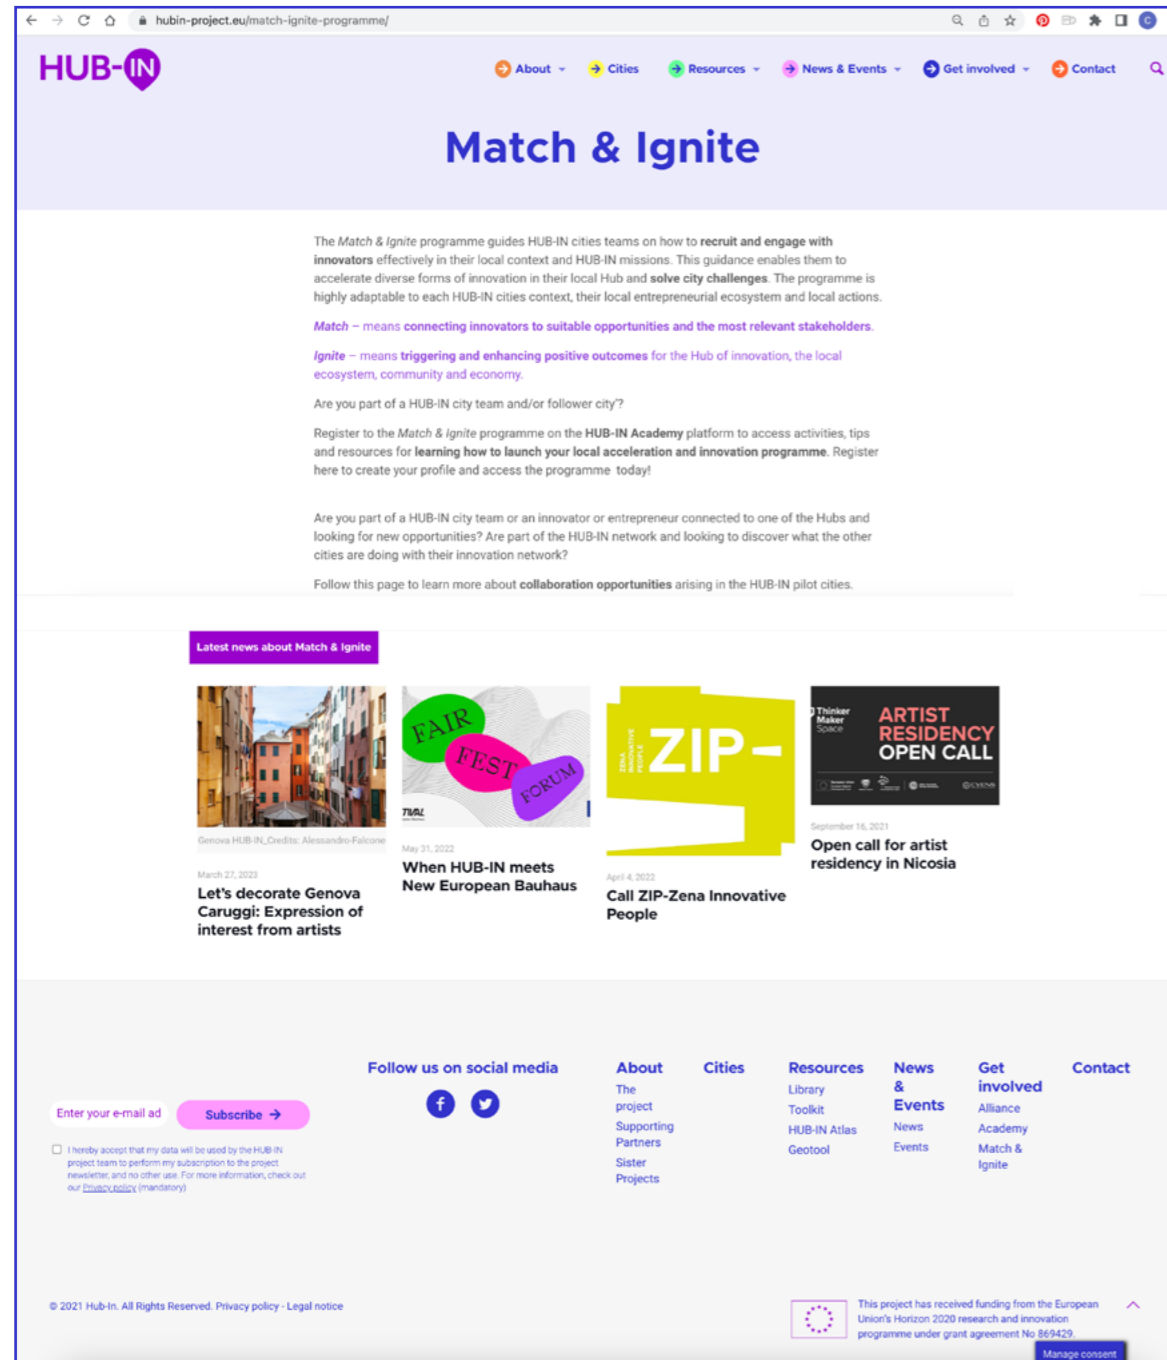 hubin-project.eu/match-ignite-programme/
HUB-IN
About
Cities
Resources
News & Events
Get involved
Contact
Match & Ignite
The Match & Ignite programme guides HUB-IN cities teams on how to recruit and engage with
innovators effectively in their local context and HUB-IN missions. This guidance enables them to
accelerate diverse forms of innovation in their local Hub and solve city challenges. The programme is
highly adaptable to each HUB-IN cities context, their local entrepreneurial ecosystem and local actions.
Match – means connecting innovators to suitable opportunities and the most relevant stakeholders.
Ignite – means triggering and enhancing positive outcomes for the Hub of innovation, the local
ecosystem, community and economy.
Are you part of a HUB-IN city team and/or follower city'?
Register to the Match & Ignite programme on the HUB-IN Academy platform to access activities, tips
and resources for learning how to launch your local acceleration and innovation programme. Register
here to create your profile and access the programme today!
Are you part of a HUB-IN city team or an innovator or entrepreneur connected to one of the Hubs and
looking for new opportunities? Are part of the HUB-IN network and looking to discover what the other
cities are doing with their innovation network?
Follow this page to learn more about collaboration opportunities arising in the HUB-IN pilot cities.
Latest news about Match & Ignite
Genova HUB-IN_Credits: Alessandro-Falcone
March 27, 2023
Let's decorate Genova
Caruggi: Expression of
interest from artists
FAIR
FEST
FORUM
TIVAL
May 31, 2022
When HUB-IN meets
New European Bauhaus
ZENA
INNOVATIVE
PEOPLE
ZIP-
April 4, 2022
Call ZIP-Zena Innovative
People
Thinker
Maker
Space
ARTIST
RESIDENCY
OPEN CALL
CYENS
September 16, 2021
Open call for artist
residency in Nicosia
Enter your e-mail ad
Subscribe
I hereby accept that my data will be used by the HUB-IN
project team to perform my subscription to the project
newsletter, and no other use. For more information, check out
our Privacy policy (mandatory)
Follow us on social media
About
The
project
Supporting
Partners
Sister
Projects
Cities
Resources
Library
Toolkit
HUB-IN Atlas
Geotool
News
&
Events
News
Events
Get
involved
Alliance
Academy
Match &
Ignite
Contact
© 2021 Hub-In. All Rights Reserved. Privacy policy - Legal notice
This project has received funding from the European
Union's Horizon 2020 research and innovation
programme under grant agreement No 869429.
Manage consent